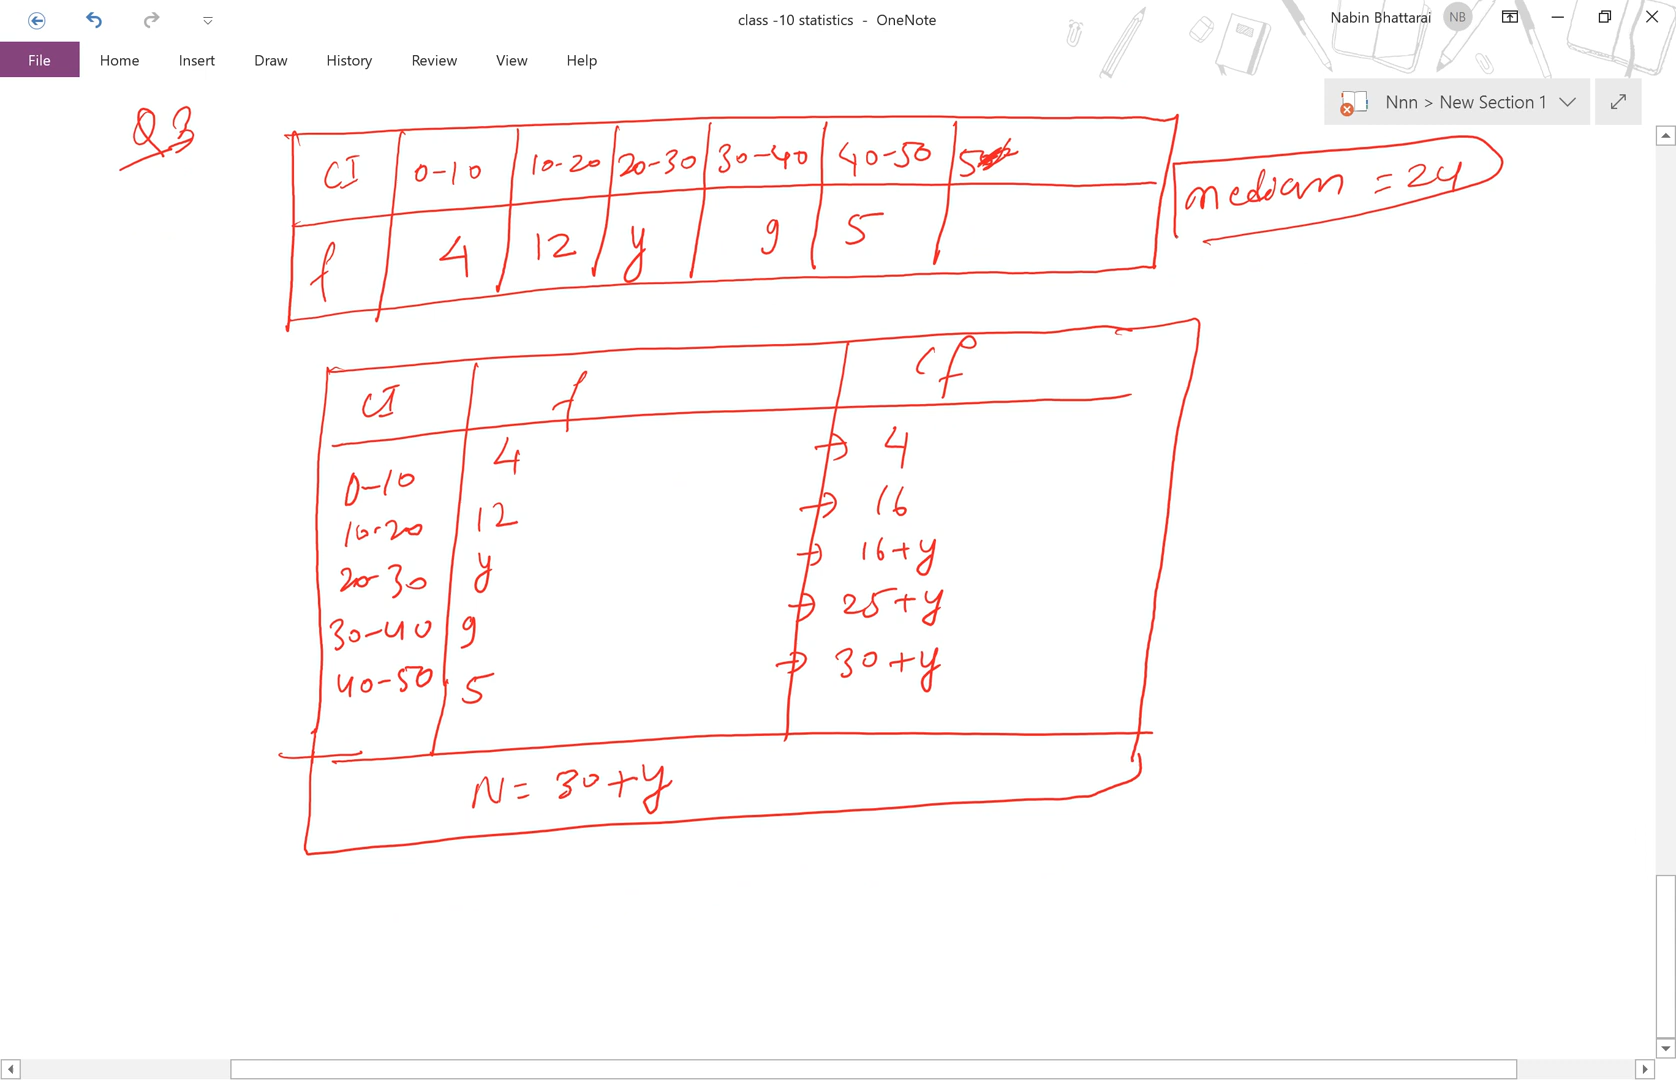 class -10 statistics - OneNote
Nabin Bhattarai NB
File Home Insert Draw History Review View Help
Nnn > New Section 1
Q 3
CI 0-10 10-20 20-30 30-40 40-50
median = 24
f 4 12 y 9 5
CI f cf
0-10 4 → 4
10-20 12 → 16
20-30 y → 16+y
30-40 9 → 25+y
40-50 5 → 30+y
N= 30+y